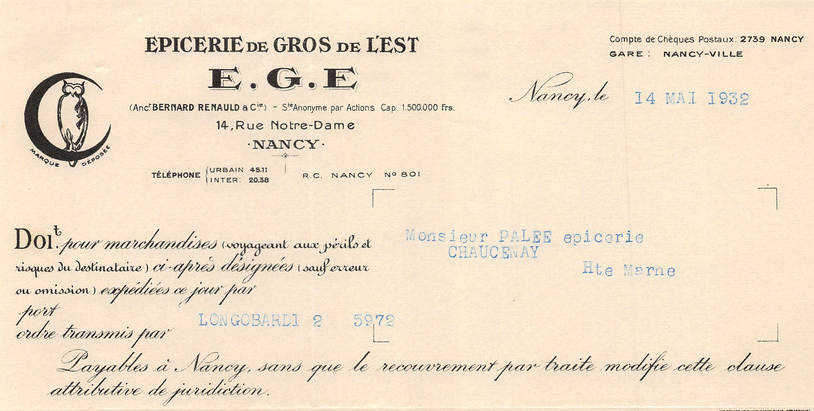 EPICERIE DE GROS DE L'EST
E.G.E
(Anct BERNARD RENAULD & Cie) - Sté Anonyme par Actions Cap. 1.500.000 Frs.
14, Rue Notre-Dame
·NANCY·
TÉLÉPHONE URBAIN 45.11
INTER: 20.38
R.C. NANCY No 801
MARQUE DÉPOSÉE
Compte de Chèques Postaux: 2739 NANCY
GARE: NANCY-VILLE
Nancy, le 14 MAI 1932
Monsieur PALEE epicerie
CHAUCENAY
Hte Marne
Doit. pour marchandises (voyageant aux périls et
risques du destinataire) ci-après désignées (sauf erreur
ou omission) expédiées ce jour par
port
ordre transmis par LONGOBARDI 2 5972
Payables à Nancy, sans que le recouvrement par traite modifie cette clause
attributive de juridiction.